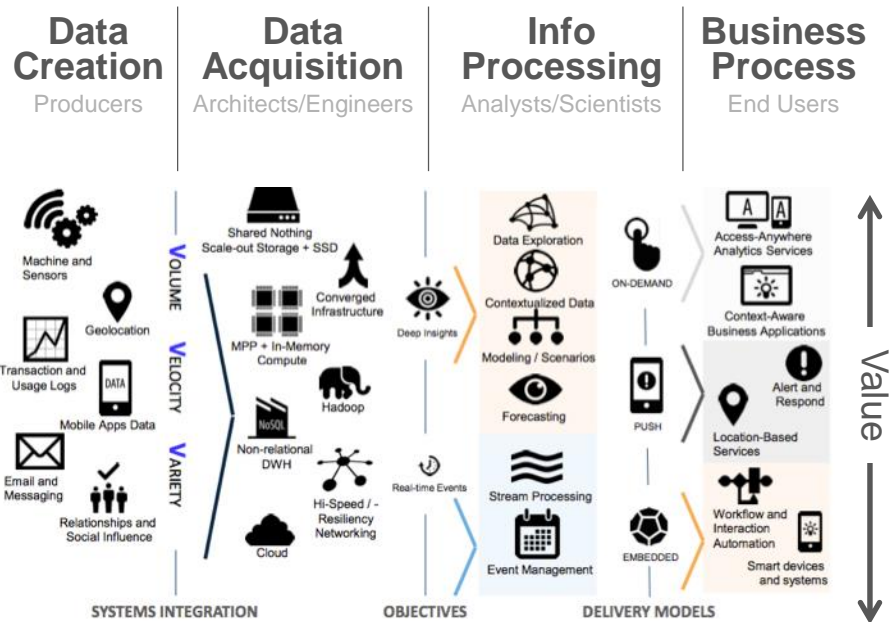 Data
Creation
Producers
Data
Acquisition
Architects/Engineers
Info
Processing
Analysts/Scientists
Business
Process
End Users
Machine and
Sensors
Geolocation
Transaction and
Usage Logs
DATA
Mobile Apps Data
Email and
Messaging
Relationships and
Social Influence
VOLUME
VELOCITY
VARIETY
SYSTEMS INTEGRATION
Shared Nothing
Scale-out Storage + SSD
Converged
Infrastructure
MPP + In-Memory
Compute
Hadoop
NoSQL
Non-relational
DWH
Hi-Speed / -
Resiliency
Networking
Cloud
Deep Insights
Real-time Events
OBJECTIVES
Data Exploration
Contextualized Data
Modeling / Scenarios
Forecasting
Stream Processing
Event Management
ON-DEMAND
PUSH
EMBEDDED
DELIVERY MODELS
A
A
Access-Anywhere
Analytics Services
Context-Aware
Business Applications
Alert and
Respond
Location-Based
Services
Workflow and
Interaction
Automation
Smart devices
and systems
Value